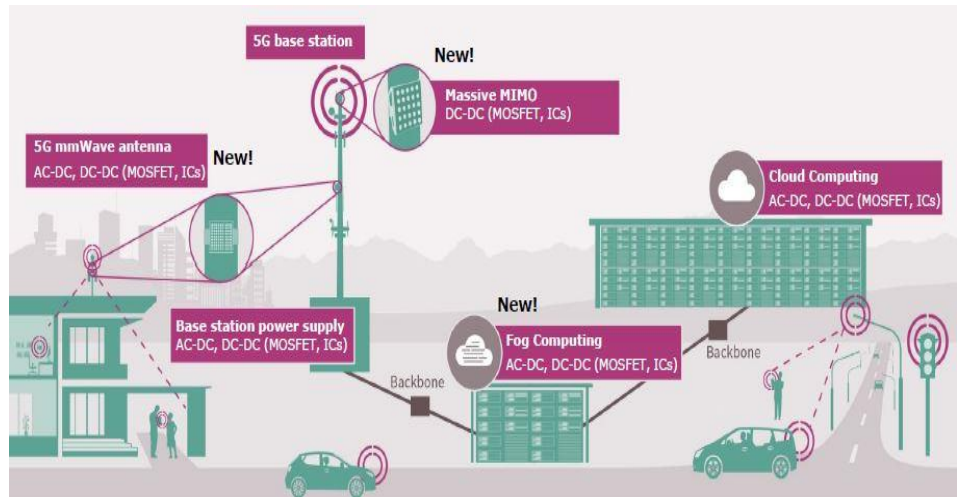 5G base station
New!
Massive MIMO
DC-DC (MOSFET, ICs)
5G mmWave antenna
AC-DC, DC-DC (MOSFET, ICs)
New!
Cloud Computing
AC-DC, DC-DC (MOSFET, ICs)
Base station power supply
AC-DC, DC-DC (MOSFET, ICs)
New!
Fog Computing
AC-DC, DC-DC (MOSFET, ICs)
Backbone
Backbone